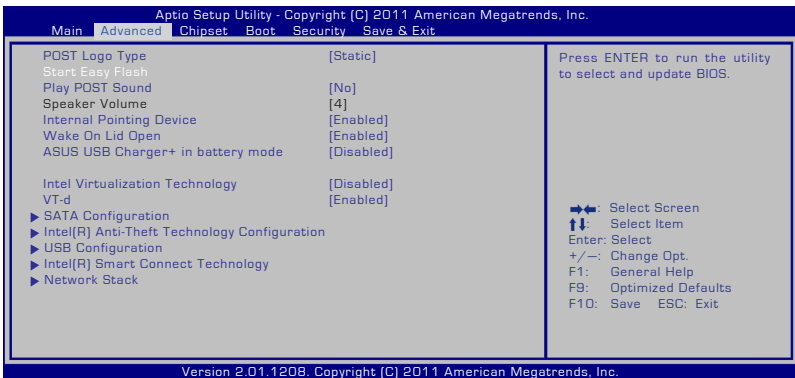 Aptio Setup Utility - Copyright (C) 2011 American Megatrends, Inc.
Main Advanced Chipset Boot Security Save & Exit
POST Logo Type [Static]
Start Easy Flash
Play POST Sound [No]
Speaker Volume [4]
Internal Pointing Device [Enabled]
Wake On Lid Open [Enabled]
ASUS USB Charger+ in battery mode [Disabled]
Intel Virtualization Technology [Disabled]
VT-d [Enabled]
SATA Configuration
Intel(R) Anti-Theft Technology Configuration
USB Configuration
Intel(R) Smart Connect Technology
Network Stack
Press ENTER to run the utility
to select and update BIOS.
: Select Screen
: Select Item
Enter: Select
+/—: Change Opt.
F1: General Help
F9: Optimized Defaults
F10: Save ESC: Exit
Version 2.01.1208. Copyright (C) 2011 American Megatrends, Inc.